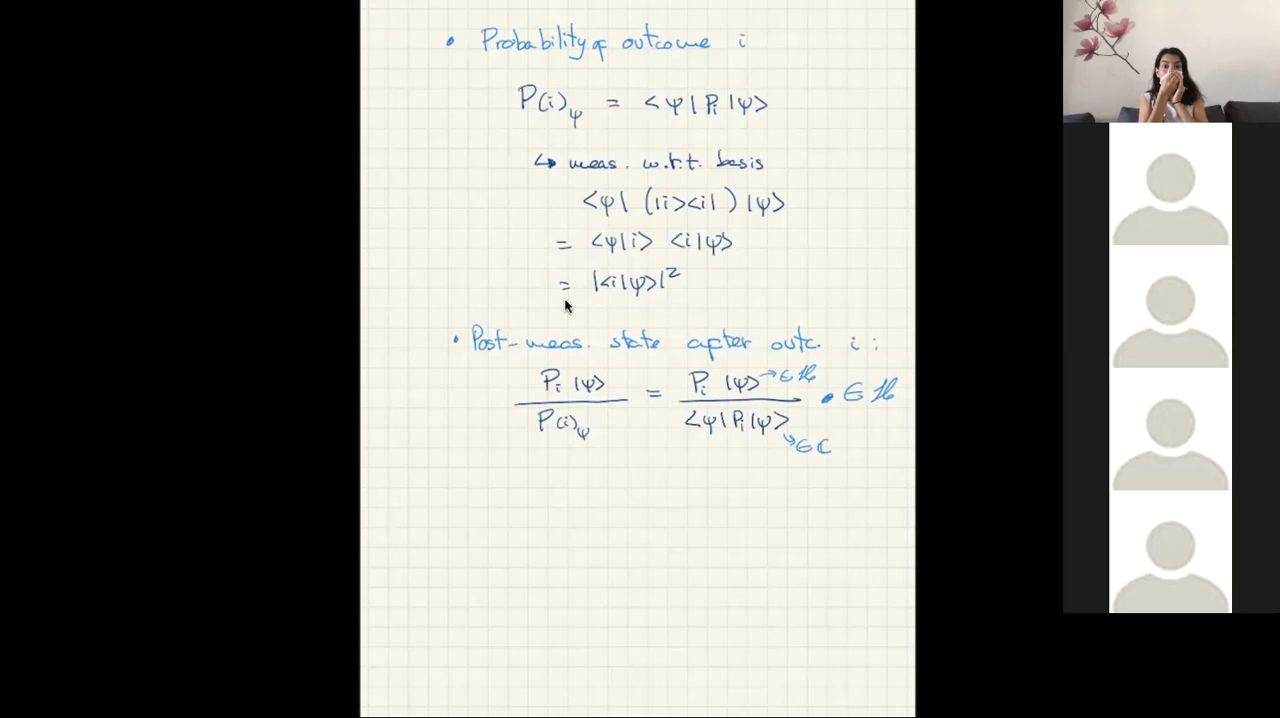 • Probability of outcome i
P(i)_ψ = <ψ|P_i|ψ>
↳ meas. w.r.t. basis
<ψ| (|i><i|) |ψ>
= <ψ|i> <i|ψ>
= |<i|ψ>|²
• Post-meas. state after outc. i:
P_i |ψ> / P(i)_ψ = P_i |ψ> → ∈ ℋ / <ψ|P_i|ψ> → ∈ ℂ • ∈ ℋ